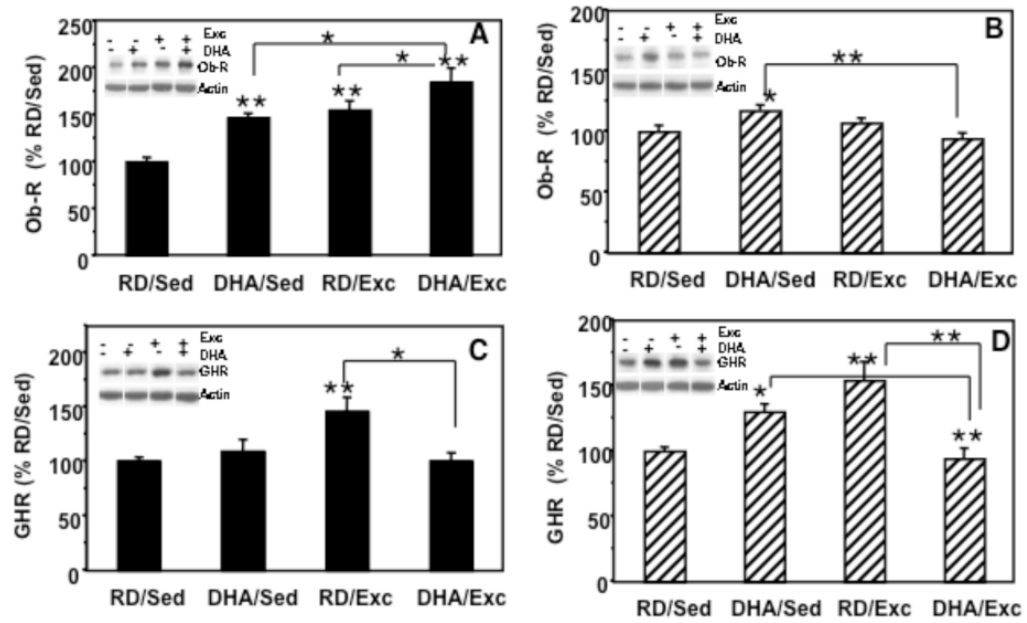 A
Exc
- - + +
DHA
- + - +
Ob-R
Actin
Ob-R (% RD/Sed)
250
200
150
100
50
0
*
*
** ** **
RD/Sed DHA/Sed RD/Exc DHA/Exc
B
Exc
- - + +
DHA
- + - +
Ob-R
Actin
Ob-R (% RD/Sed)
200
150
100
50
0
**
*
RD/Sed DHA/Sed RD/Exc DHA/Exc
C
Exc
- - + +
DHA
- + - +
GHR
Actin
GHR (% RD/Sed)
200
150
100
50
0
*
**
RD/Sed DHA/Sed RD/Exc DHA/Exc
D
Exc
- - + +
DHA
- + - +
GHR
Actin
GHR (% RD/Sed)
200
150
100
50
0
**
**
*
**
RD/Sed DHA/Sed RD/Exc DHA/Exc